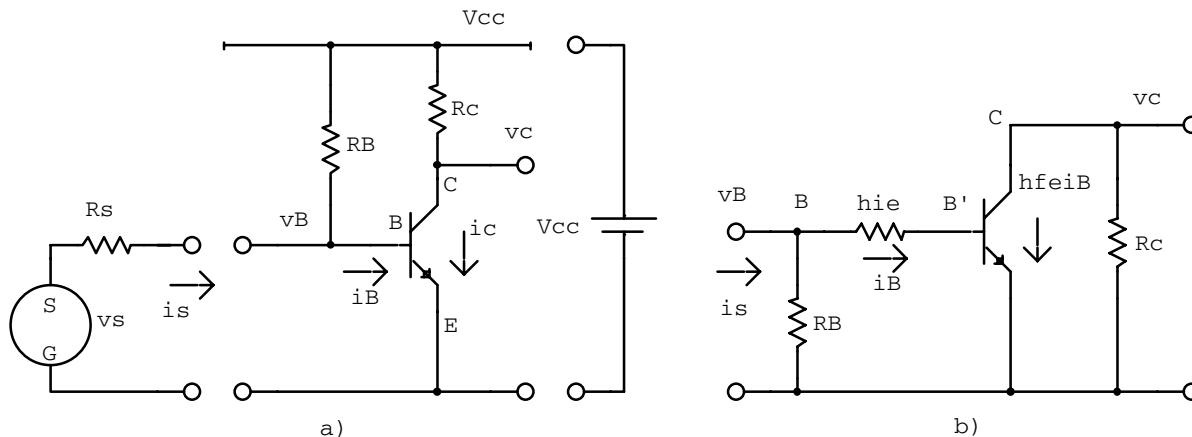 Vcc
Rc
vc
RB
C
Rs
vB
B
ic
Vcc
is
iB
S
vs
E
G
a)
vc
C
hfeiB
vB
B
hie
B'
Rc
iB
is
RB
b)